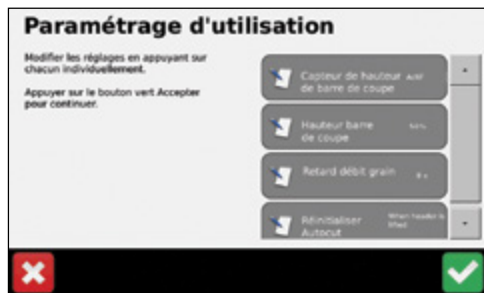 Paramétrage d'utilisation
Modifier les réglages en appuyant sur
chacun individuellement.
Appuyer sur le bouton vert Accepter
pour continuer.
Capteur de hauteur
de barre de coupe
Hauteur barre
de coupe
Retard débit grain
Réinitialiser When header is
Autocut lifted